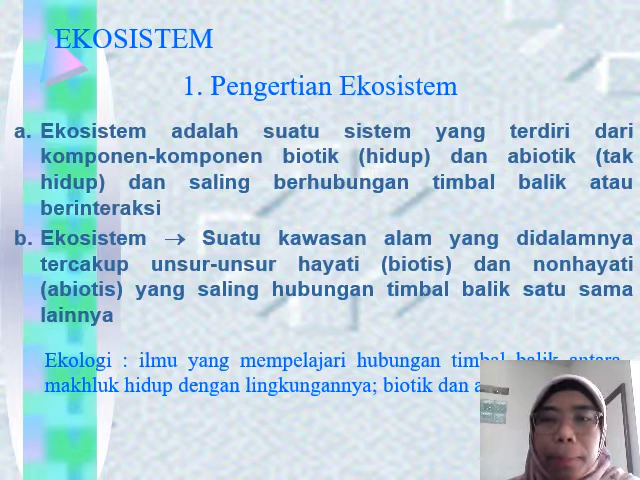 EKOSISTEM
1. Pengertian Ekosistem
a. Ekosistem adalah suatu sistem yang terdiri dari
komponen-komponen biotik (hidup) dan abiotik (tak
hidup) dan saling berhubungan timbal balik atau
berinteraksi
b. Ekosistem → Suatu kawasan alam yang didalamnya
tercakup unsur-unsur hayati (biotis) dan nonhayati
(abiotis) yang saling hubungan timbal balik satu sama
lainnya
Ekologi : ilmu yang mempelajari hubungan timbal balik antara
makhluk hidup dengan lingkungannya; biotik dan